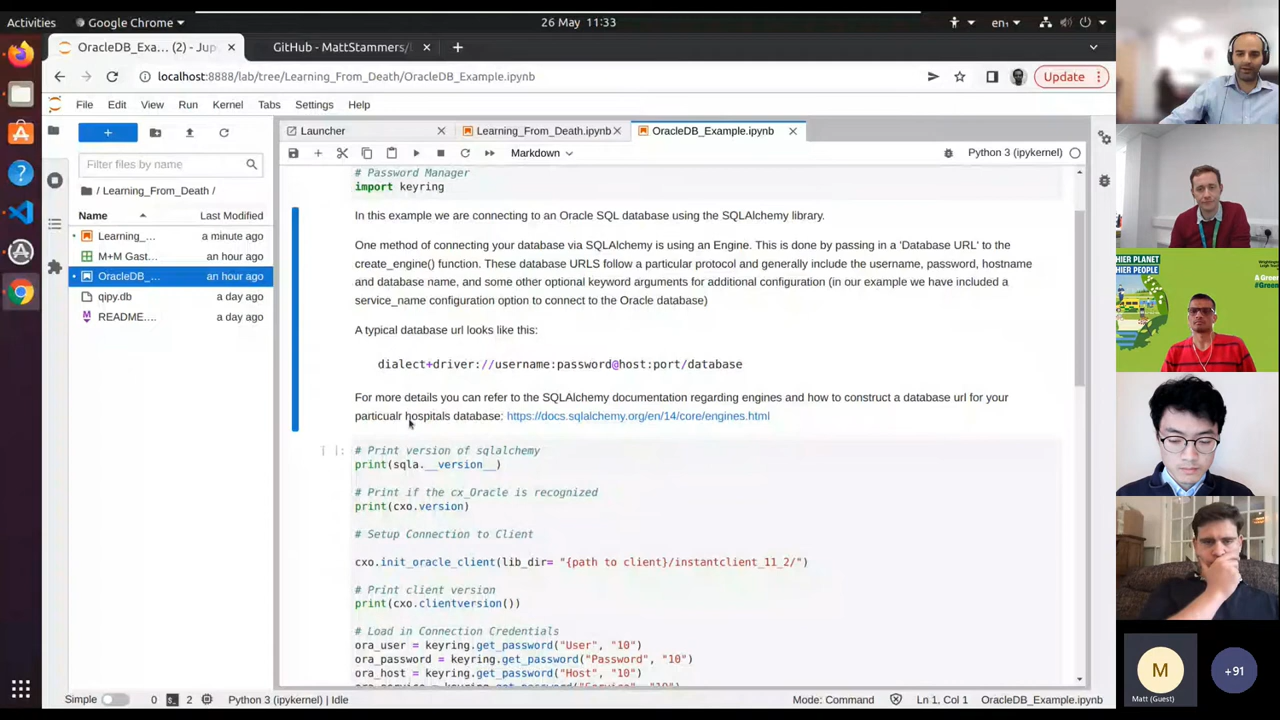 Activities
Google Chrome
26 May 11:33
en₁
OracleDB_Exa… (2) - Jup
GitHub - MattStammers/
localhost:8888/lab/tree/Learning_From_Death/OracleDB_Example.ipynb
Update
File Edit View Run Kernel Tabs Settings Help
Filter files by name
/ Learning_From_Death /
Name Last Modified
Learning_... a minute ago
M+M Gast... an hour ago
OracleDB_... an hour ago
qipy.db a day ago
README.... a day ago
Launcher
Learning_From_Death.ipynb
OracleDB_Example.ipynb
Markdown
Python 3 (ipykernel)
# Password Manager
import keyring
In this example we are connecting to an Oracle SQL database using the SQLAlchemy library.
One method of connecting your database via SQLAlchemy is using an Engine. This is done by passing in a 'Database URL' to the
create_engine() function. These database URLS follow a particular protocol and generally include the username, password, hostname
and database name, and some other optional keyword arguments for additional configuration (in our example we have included a
service_name configuration option to connect to the Oracle database)
A typical database url looks like this:
dialect+driver://username:password@host:port/database
For more details you can refer to the SQLAlchemy documentation regarding engines and how to construct a database url for your
particualr hospitals database: https://docs.sqlalchemy.org/en/14/core/engines.html
[ ]:
# Print version of sqlalchemy
print(sqla.__version__)
# Print if the cx_Oracle is recognized
print(cxo.version)
# Setup Connection to Client
cxo.init_oracle_client(lib_dir= "{path to client}/instantclient_11_2/")
# Print client version
print(cxo.clientversion())
# Load in Connection Credentials
ora_user = keyring.get_password("User", "10")
ora_password = keyring.get_password("Password", "10")
ora_host = keyring.get_password("Host", "10")
Simple 0 2 Python 3 (ipykernel) | Idle Mode: Command Ln 1, Col 1 OracleDB_Example.ipynb
HIER PLANET
HIER PEOPLE
A Green
#Green
M
Matt (Guest)
+91